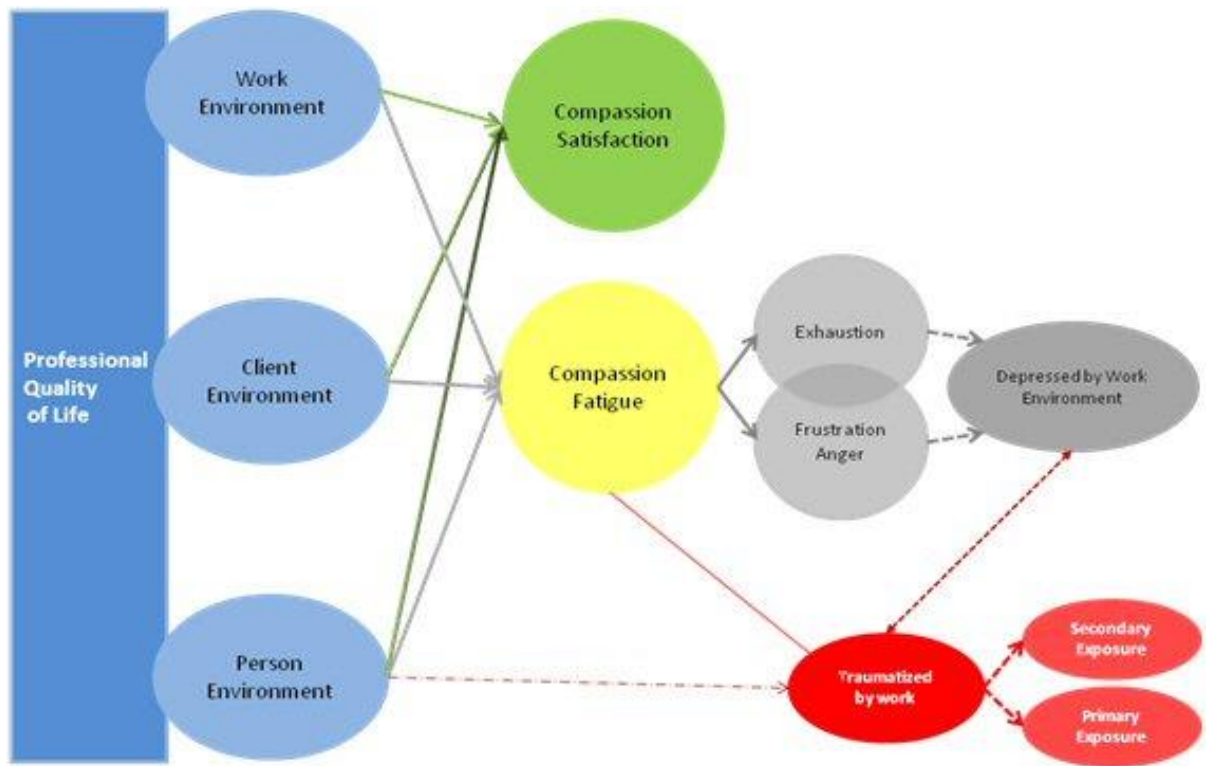 Professional
Quality
of Life
Work
Environment
Client
Environment
Person
Environment
Compassion
Satisfaction
Compassion
Fatigue
Exhaustion
Frustration
Anger
Depressed by Work
Environment
Traumatized
by work
Secondary
Exposure
Primary
Exposure